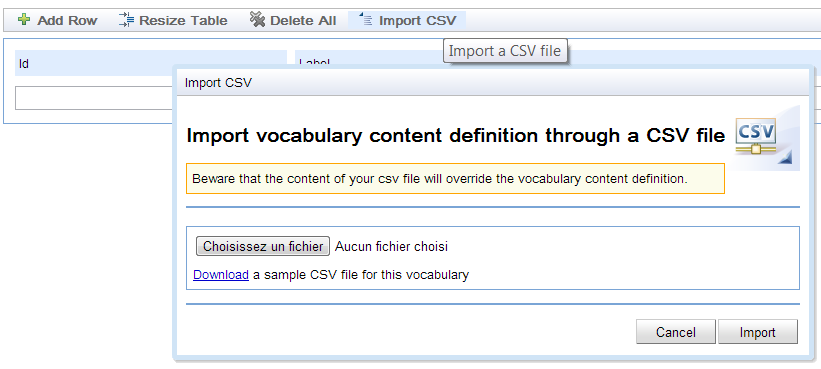 Add Row Resize Table Delete All Import CSV
Import a CSV file
Id Label
Import CSV
Import vocabulary content definition through a CSV file
CSV
Beware that the content of your csv file will override the vocabulary content definition.
Choisissez un fichier Aucun fichier choisi
Download a sample CSV file for this vocabulary
Cancel Import